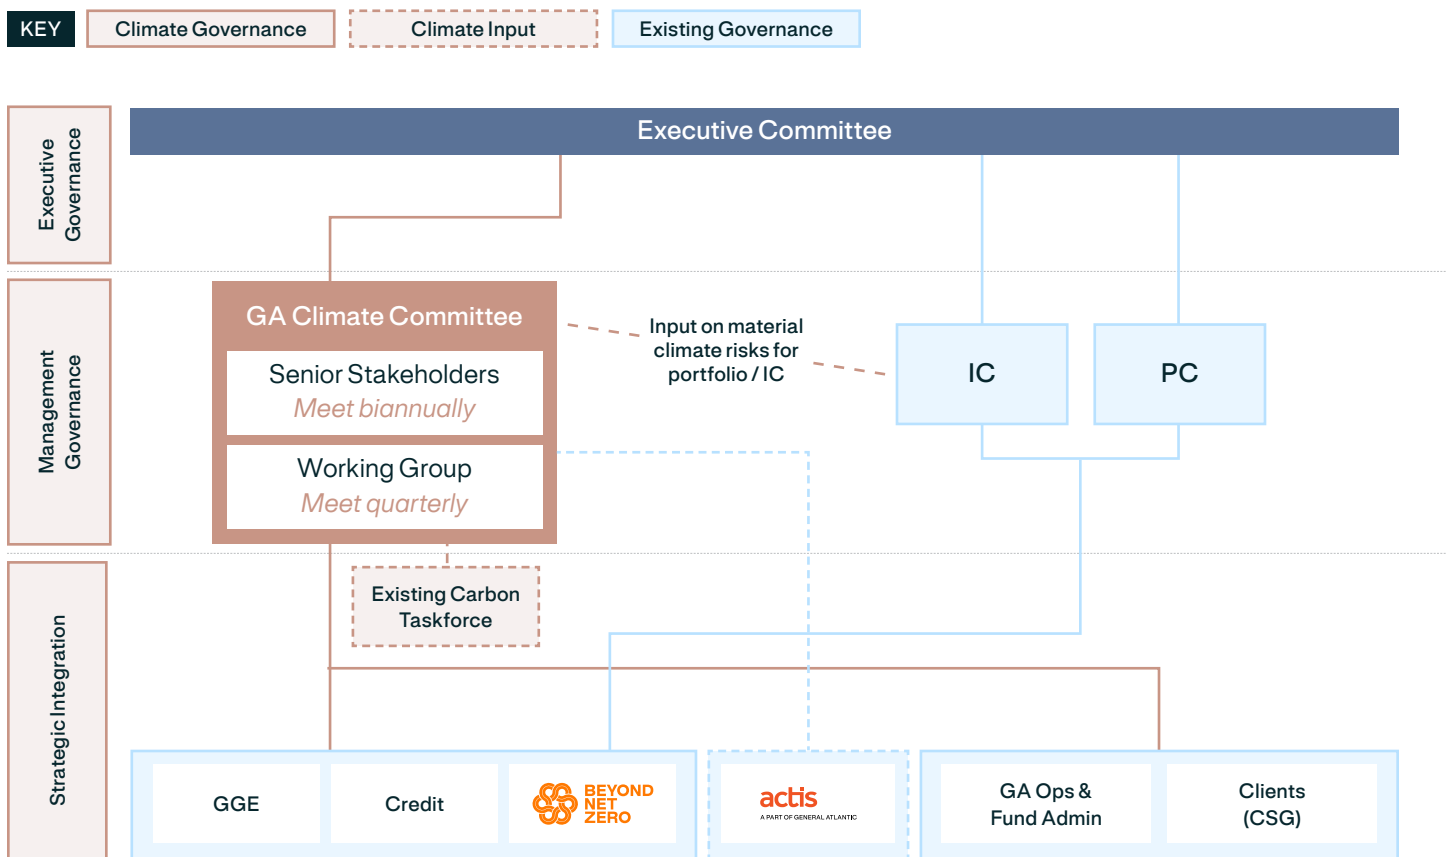 KEY
Climate Governance
Climate Input
Existing Governance
Executive
Governance
Executive Committee
Management
Governance
GA Climate Committee
Senior Stakeholders
Meet biannually
Working Group
Meet quarterly
Input on material
climate risks for
portfolio / IC
IC
PC
Strategic Integration
Existing Carbon
Taskforce
GGE
Credit
BEYOND
NET
ZERO
actis
A PART OF GENERAL ATLANTIC
GA Ops &
Fund Admin
Clients
(CSG)